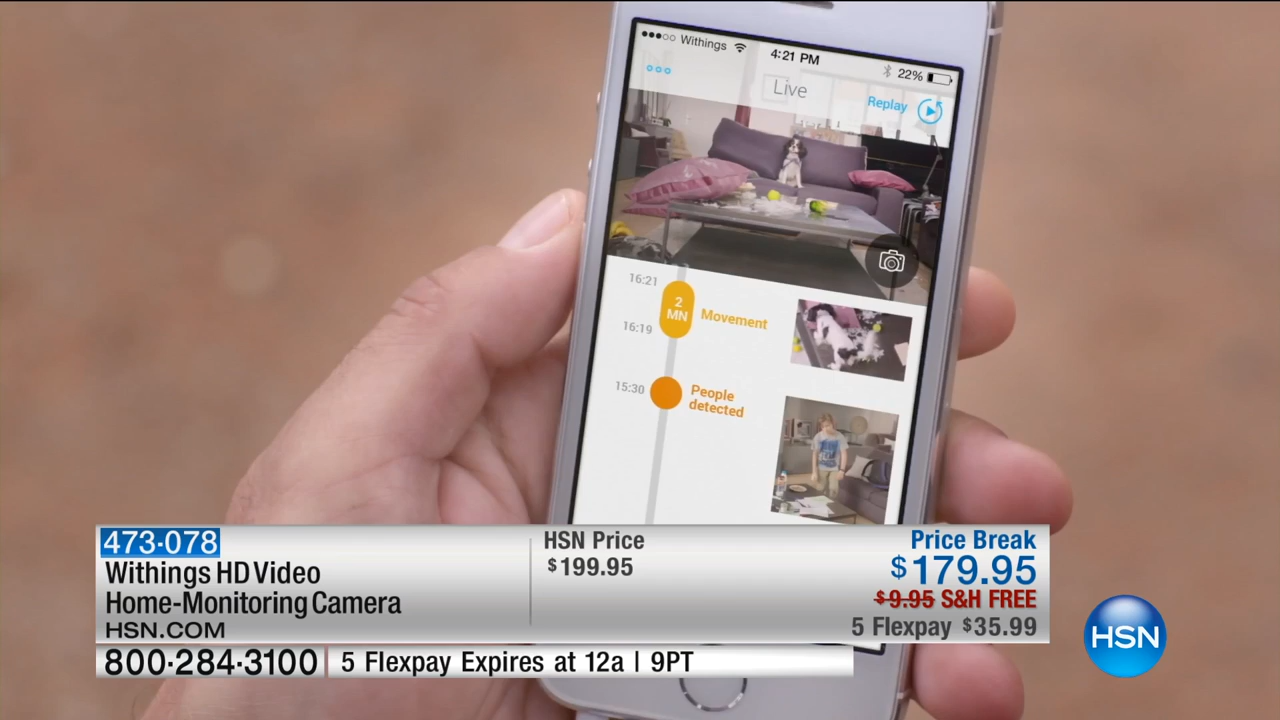 Withings
4:21 PM
22%
Live
Replay
16:21
2
MN
Movement
16:19
15:30
People
detected
473-078
Withings HD Video
Home-Monitoring Camera
HSN.COM
HSN Price
$199.95
Price Break
$179.95
$9.95 S&H FREE
5 Flexpay $35.99
800-284-3100
5 Flexpay Expires at 12a | 9PT
HSN